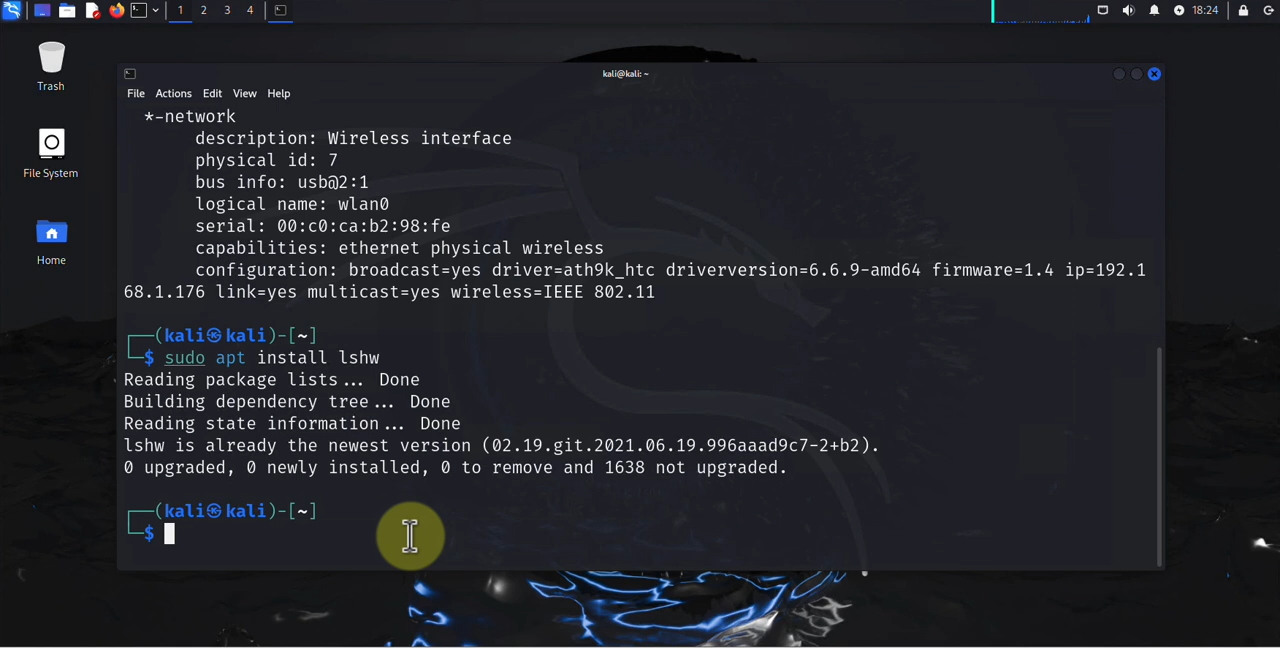 1 2 3 4
18:24
Trash
File System
Home
kali@kali: ~
File Actions Edit View Help
*-network
description: Wireless interface
physical id: 7
bus info: usb@2:1
logical name: wlan0
serial: 00:c0:ca:b2:98:fe
capabilities: ethernet physical wireless
configuration: broadcast=yes driver=ath9k_htc driverversion=6.6.9-amd64 firmware=1.4 ip=192.1
68.1.176 link=yes multicast=yes wireless=IEEE 802.11
┌──(kali㉿kali)-[~]
└─$ sudo apt install lshw
Reading package lists... Done
Building dependency tree... Done
Reading state information... Done
lshw is already the newest version (02.19.git.2021.06.19.996aaad9c7-2+b2).
0 upgraded, 0 newly installed, 0 to remove and 1638 not upgraded.
┌──(kali㉿kali)-[~]
└─$